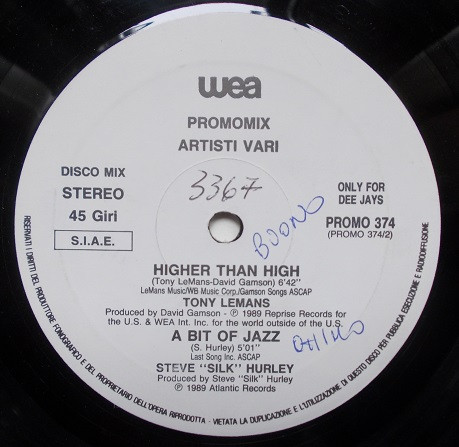 wea
PROMOMIX
ARTISTI VARI
DISCO MIX
STEREO
45 Giri
S.I.A.E.
3367
ONLY FOR
DEE JAYS
PROMO 374
(PROMO 374/2)
BUONO
HIGHER THAN HIGH
(Tony LeMans-David Gamson) 6'42"
LeMans Music/WB Music Corp./Gamson Songs ASCAP
TONY LEMANS
Produced by David Gamson - ℗ 1989 Reprise Records for
the U.S. & WEA Int. Inc. for the world outside of the U.S.
A BIT OF JAZZ
(S. Hurley) 5'01"
Last Song Inc. ASCAP
STEVE "SILK" HURLEY
Produced by Steve "Silk" Hurley
℗ 1989 Atlantic Records
RISERVATI I DIRITTI DEL PRODUTTORE FONOGRAFICO E DEL PROPRIETARIO DELL'OPERA RIPRODOTTA - VIETATA LA DUPLICAZIONE E L'UTILIZZAZIONE DI QUESTO DISCO PER PUBBLICA ESECUZIONE E RADIODIFFUSIONE